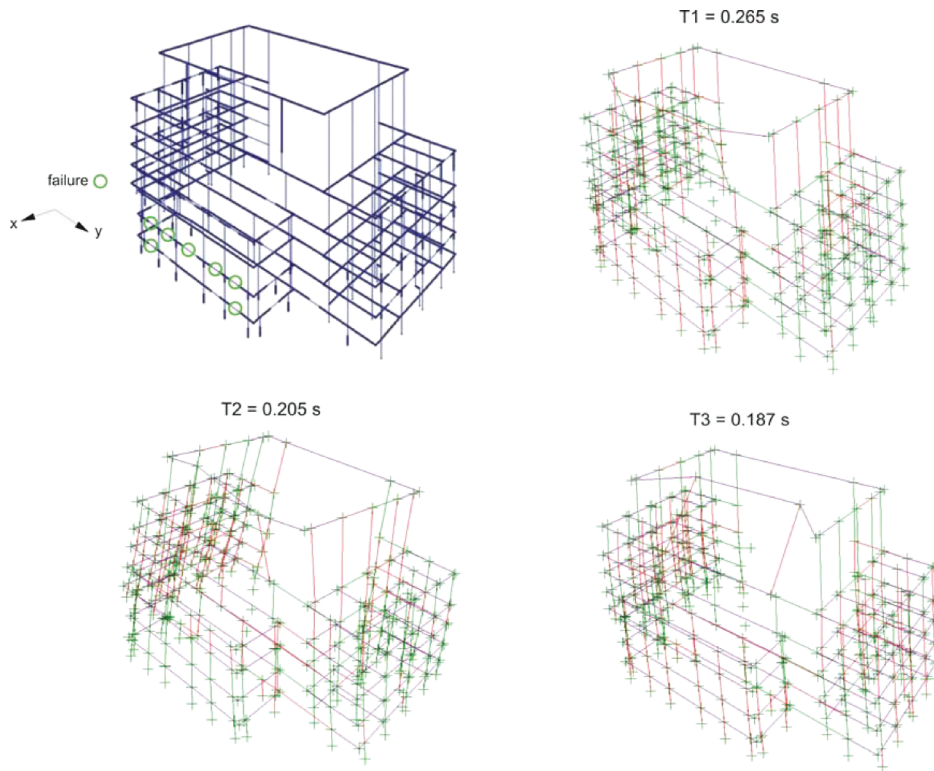 T1 = 0.265 s
failure
x
y
T2 = 0.205 s
T3 = 0.187 s